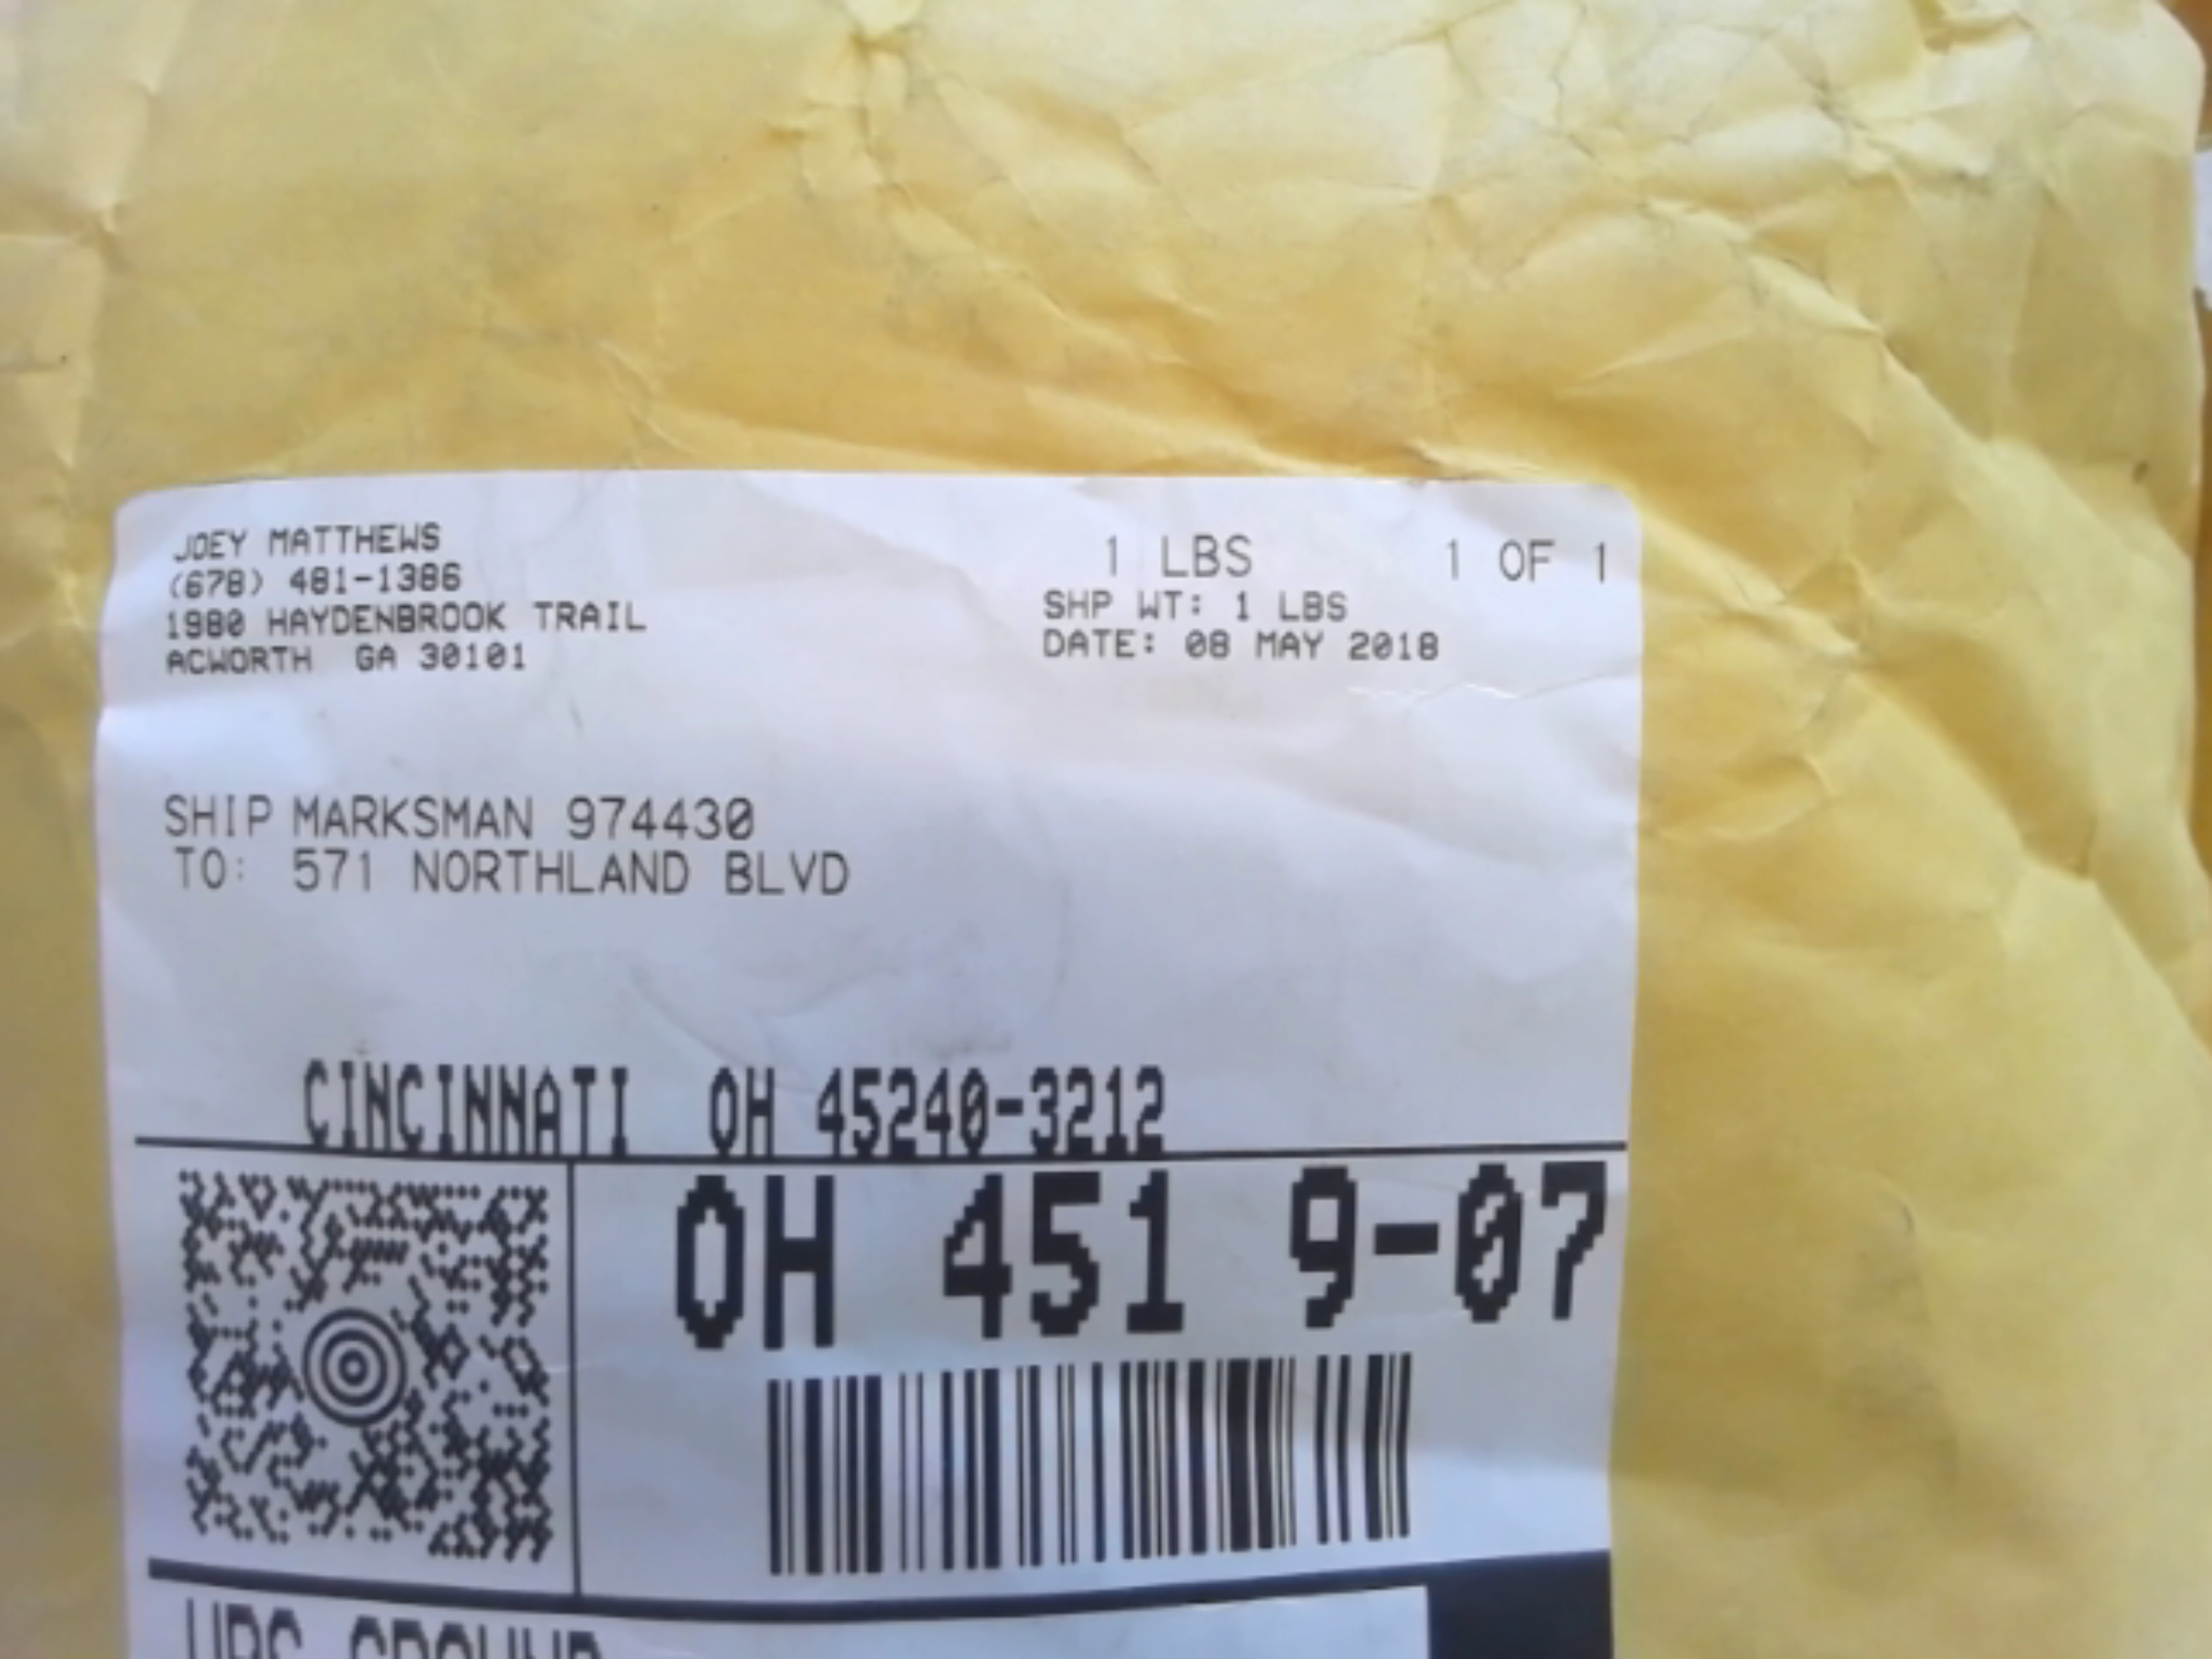 JOEY MATTHEWS
(678) 481-1386
1980 HAYDENBROOK TRAIL
ACWORTH GA 30101
1 LBS 1 OF 1
SHP WT: 1 LBS
DATE: 08 MAY 2018
SHIP MARKSMAN 974430
TO: 571 NORTHLAND BLVD
CINCINNATI OH 45240-3212
OH 451 9-07
UPS GROUND